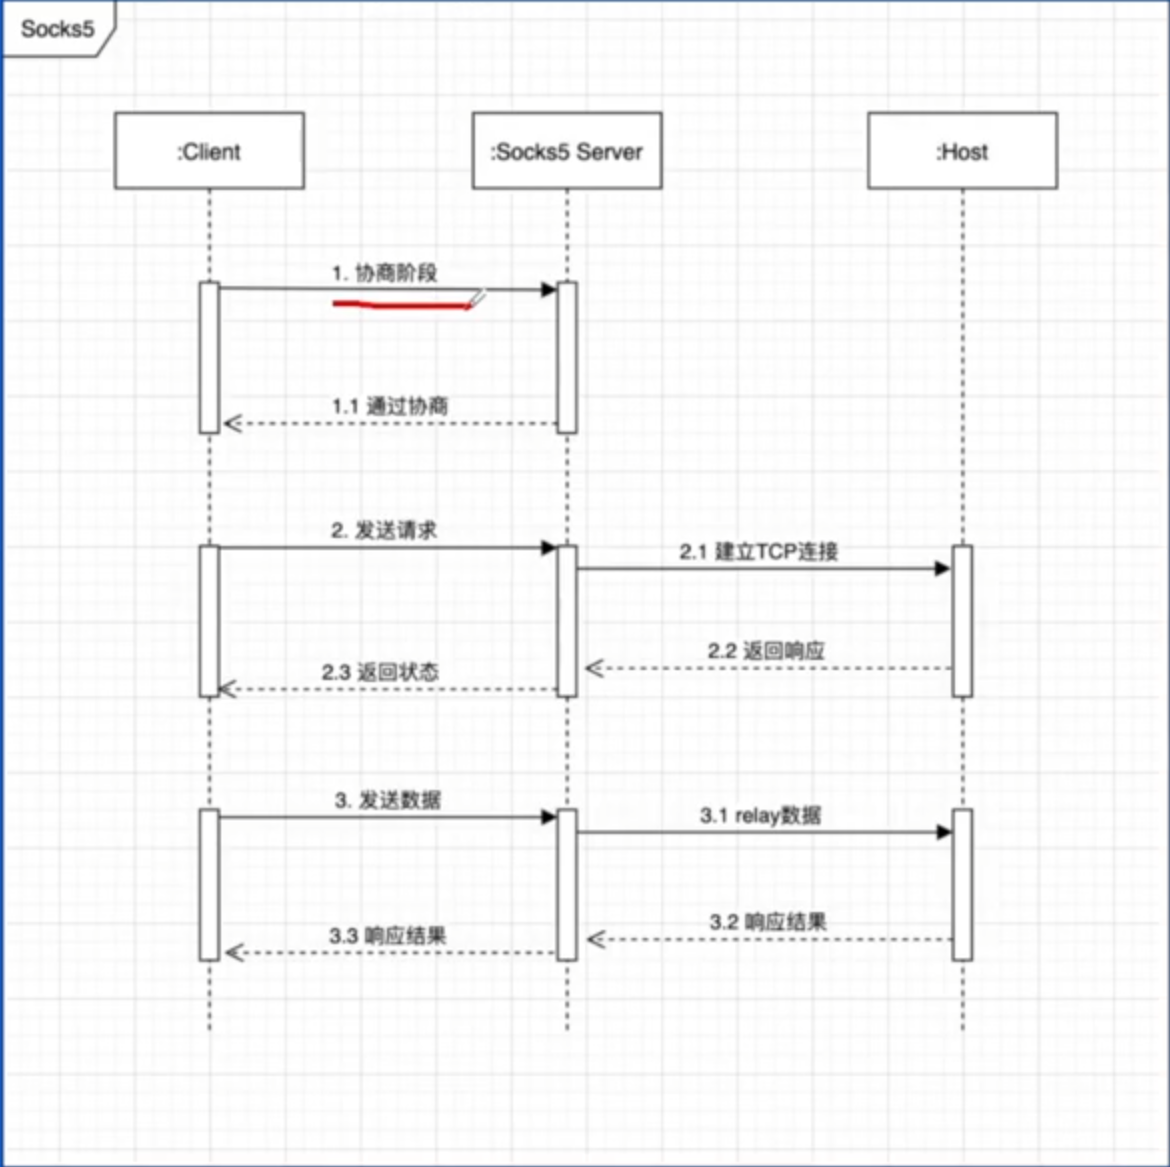 Socks5
:Client
:Socks5 Server
:Host
1. 协商阶段
1.1 通过协商
2. 发送请求
2.1 建立TCP连接
2.2 返回响应
2.3 返回状态
3. 发送数据
3.1 relay数据
3.2 响应结果
3.3 响应结果